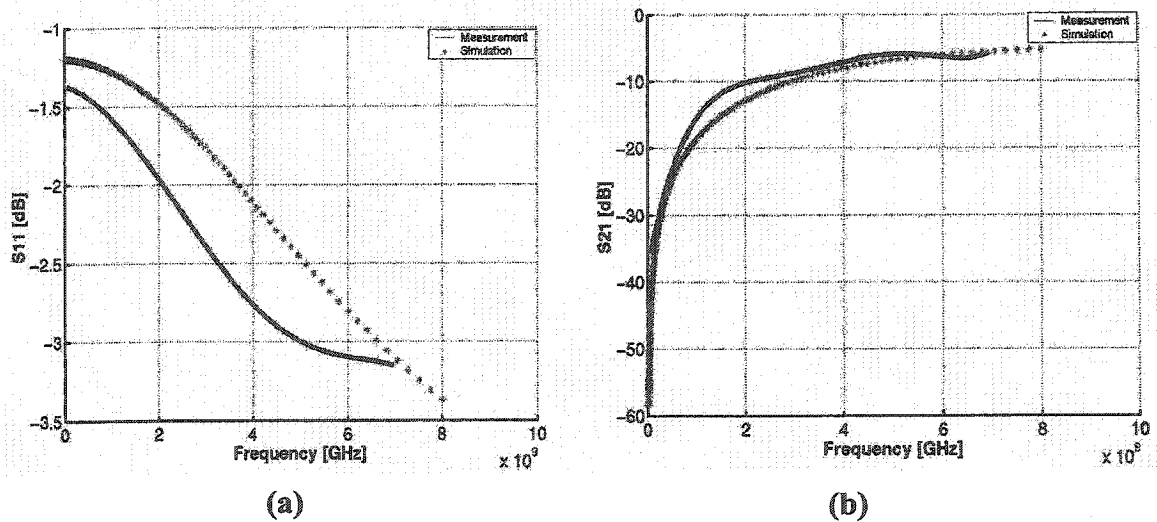 -1
-1.5
-2
-2.5
-3
-3.5
S11 [dB]
Measurement
Simulation
0 2 4 6 8 10
Frequency [GHz]
x 10^9
(a)
0
-10
-20
-30
-40
-50
-60
S21 [dB]
Measurement
Simulation
0 2 4 6 8 10
Frequency [GHz]
(b)